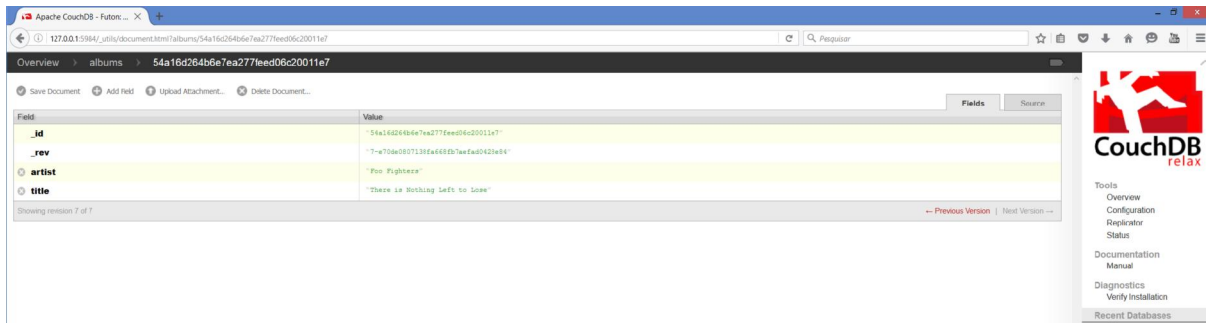 Apache CouchDB - Futon: ...
127.0.0.1:5984/_utils/document.html?albums/54a16d264b6e7ea277feed06c20011e7
Pesquisar
Overview > albums > 54a16d264b6e7ea277feed06c20011e7
Save Document Add Field Upload Attachment... Delete Document...
Fields Source
Field Value
_id "54a16d264b6e7ea277feed06c20011e7"
_rev "7-e70de0807138fa668fb7aefad0429e84"
artist "Foo Fighters"
title "There is Nothing Left to Lose"
Showing revision 7 of 7 ← Previous Version | Next Version →
CouchDB
relax
Tools
Overview
Configuration
Replicator
Status
Documentation
Manual
Diagnostics
Verify Installation
Recent Databases